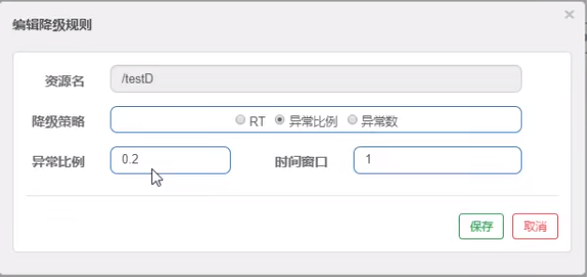 编辑降级规则
×
资源名 /testD
降级策略 RT 异常比例 异常数
异常比例 0.2 时间窗口 1
保存 取消